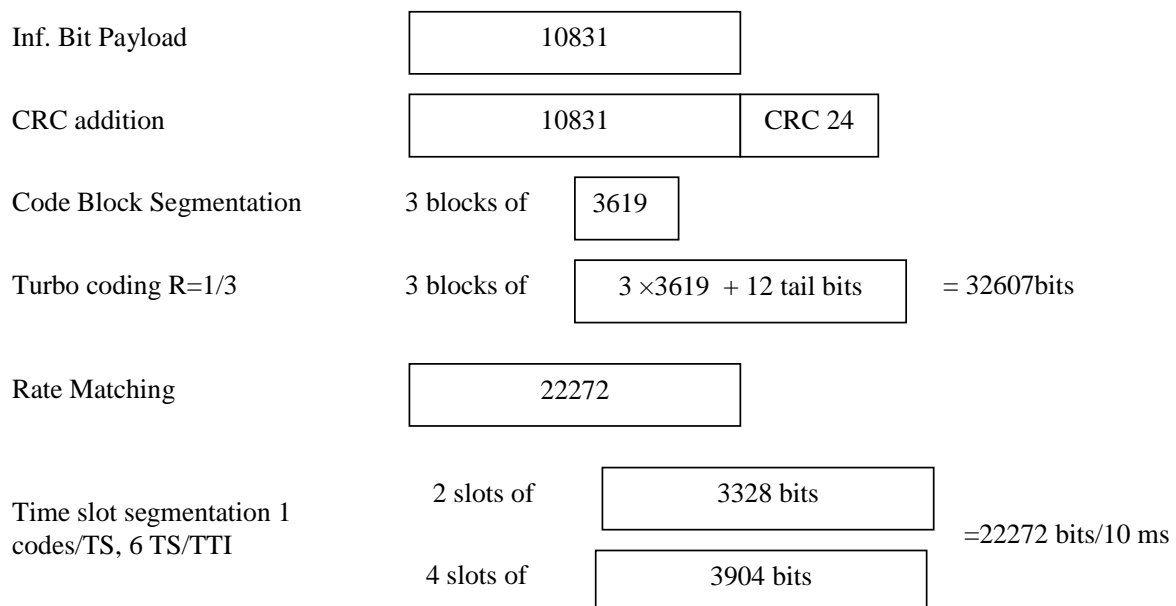 Inf. Bit Payload
10831
CRC addition
10831
CRC 24
Code Block Segmentation
3 blocks of
3619
Turbo coding R=1/3
3 blocks of
3 ×3619 + 12 tail bits
= 32607bits
Rate Matching
22272
Time slot segmentation 1
codes/TS, 6 TS/TTI
2 slots of
3328 bits
4 slots of
3904 bits
=22272 bits/10 ms